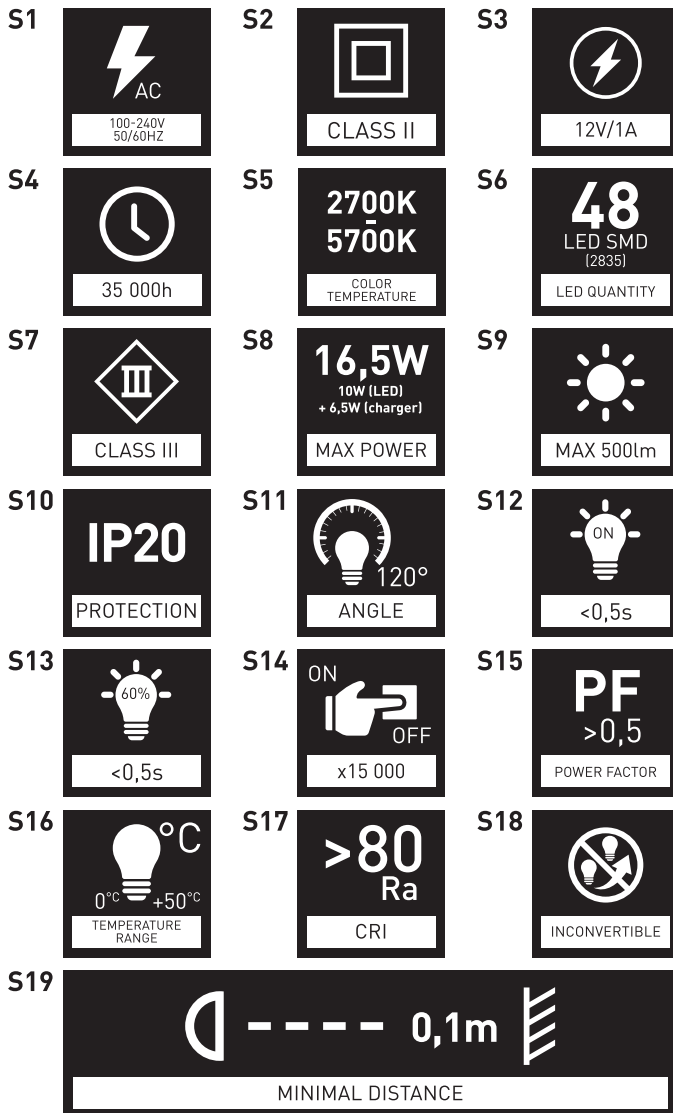 S1
AC
100-240V
50/60HZ
S2
CLASS II
S3
12V/1A
S4
35 000h
S5
2700K
-
5700K
COLOR
TEMPERATURE
S6
48
LED SMD
(2835)
LED QUANTITY
S7
III
CLASS III
S8
16,5W
10W (LED)
+ 6,5W (charger)
MAX POWER
S9
MAX 500lm
S10
IP20
PROTECTION
S11
120°
ANGLE
S12
ON
<0,5s
S13
60%
<0,5s
S14
ON
OFF
x15 000
S15
PF
>0,5
POWER FACTOR
S16
°C
0°C +50°C
TEMPERATURE
RANGE
S17
>80
Ra
CRI
S18
INCONVERTIBLE
S19
0,1m
MINIMAL DISTANCE